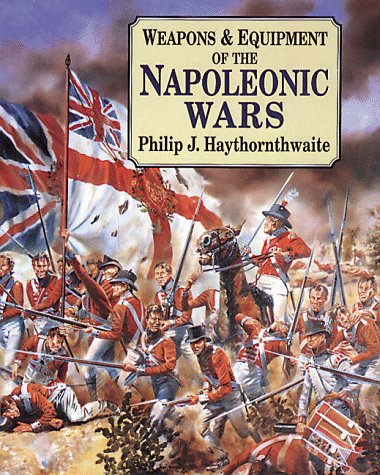 WEAPONS & EQUIPMENT
OF THE
NAPOLEONIC
WARS
Philip J. Haythornthwaite